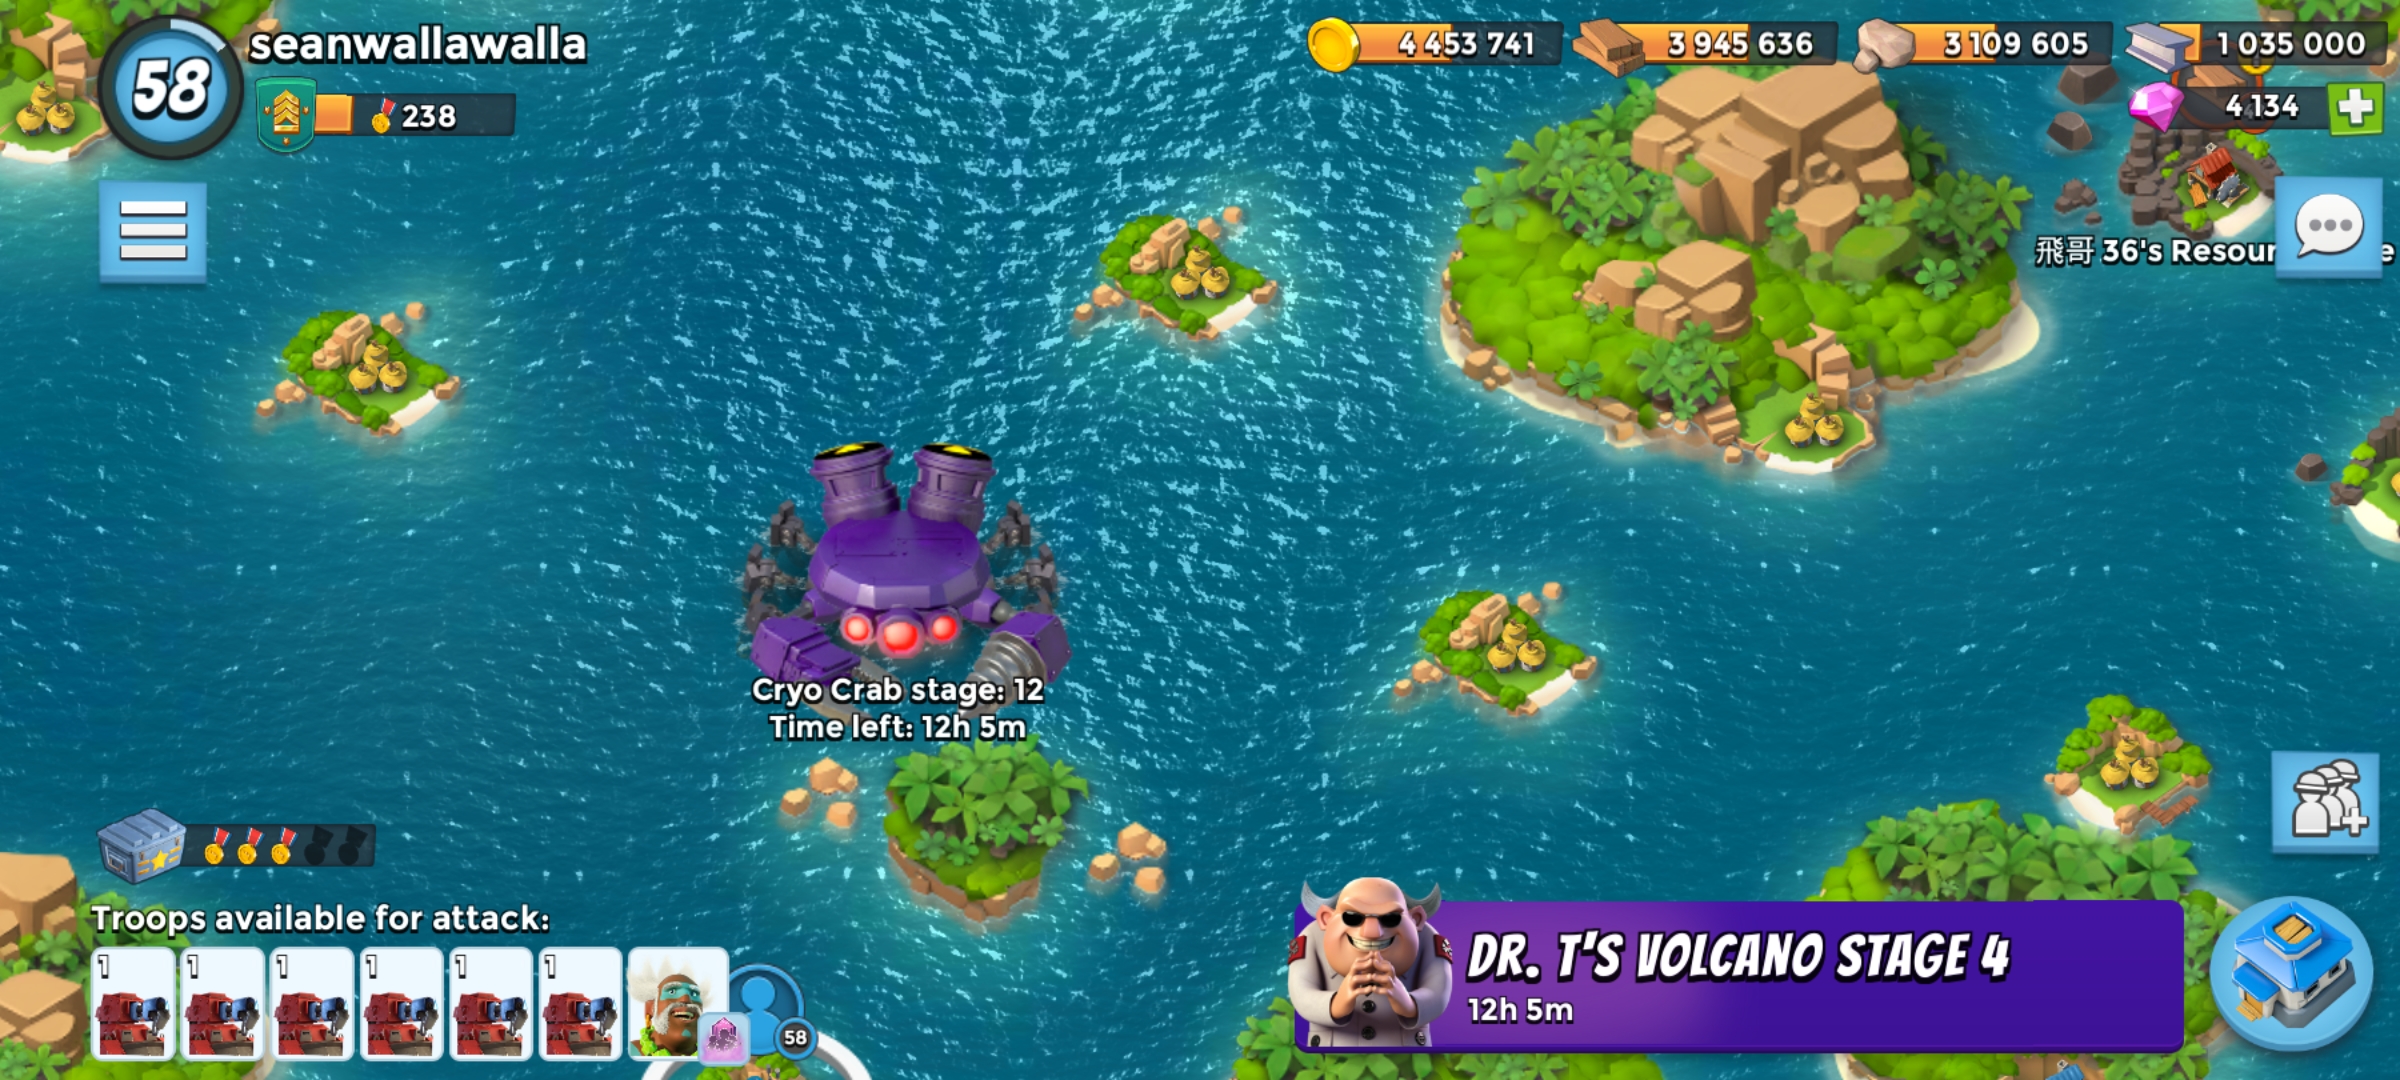 58
seanwallawalla
238
4 453 741
3 945 636
3 109 605
1 035 000
4 134
飛哥 36's Resour
e
Cryo Crab stage: 12
Time left: 12h 5m
Troops available for attack:
1 1 1 1 1 1
58
DR. T'S VOLCANO STAGE 4
12h 5m